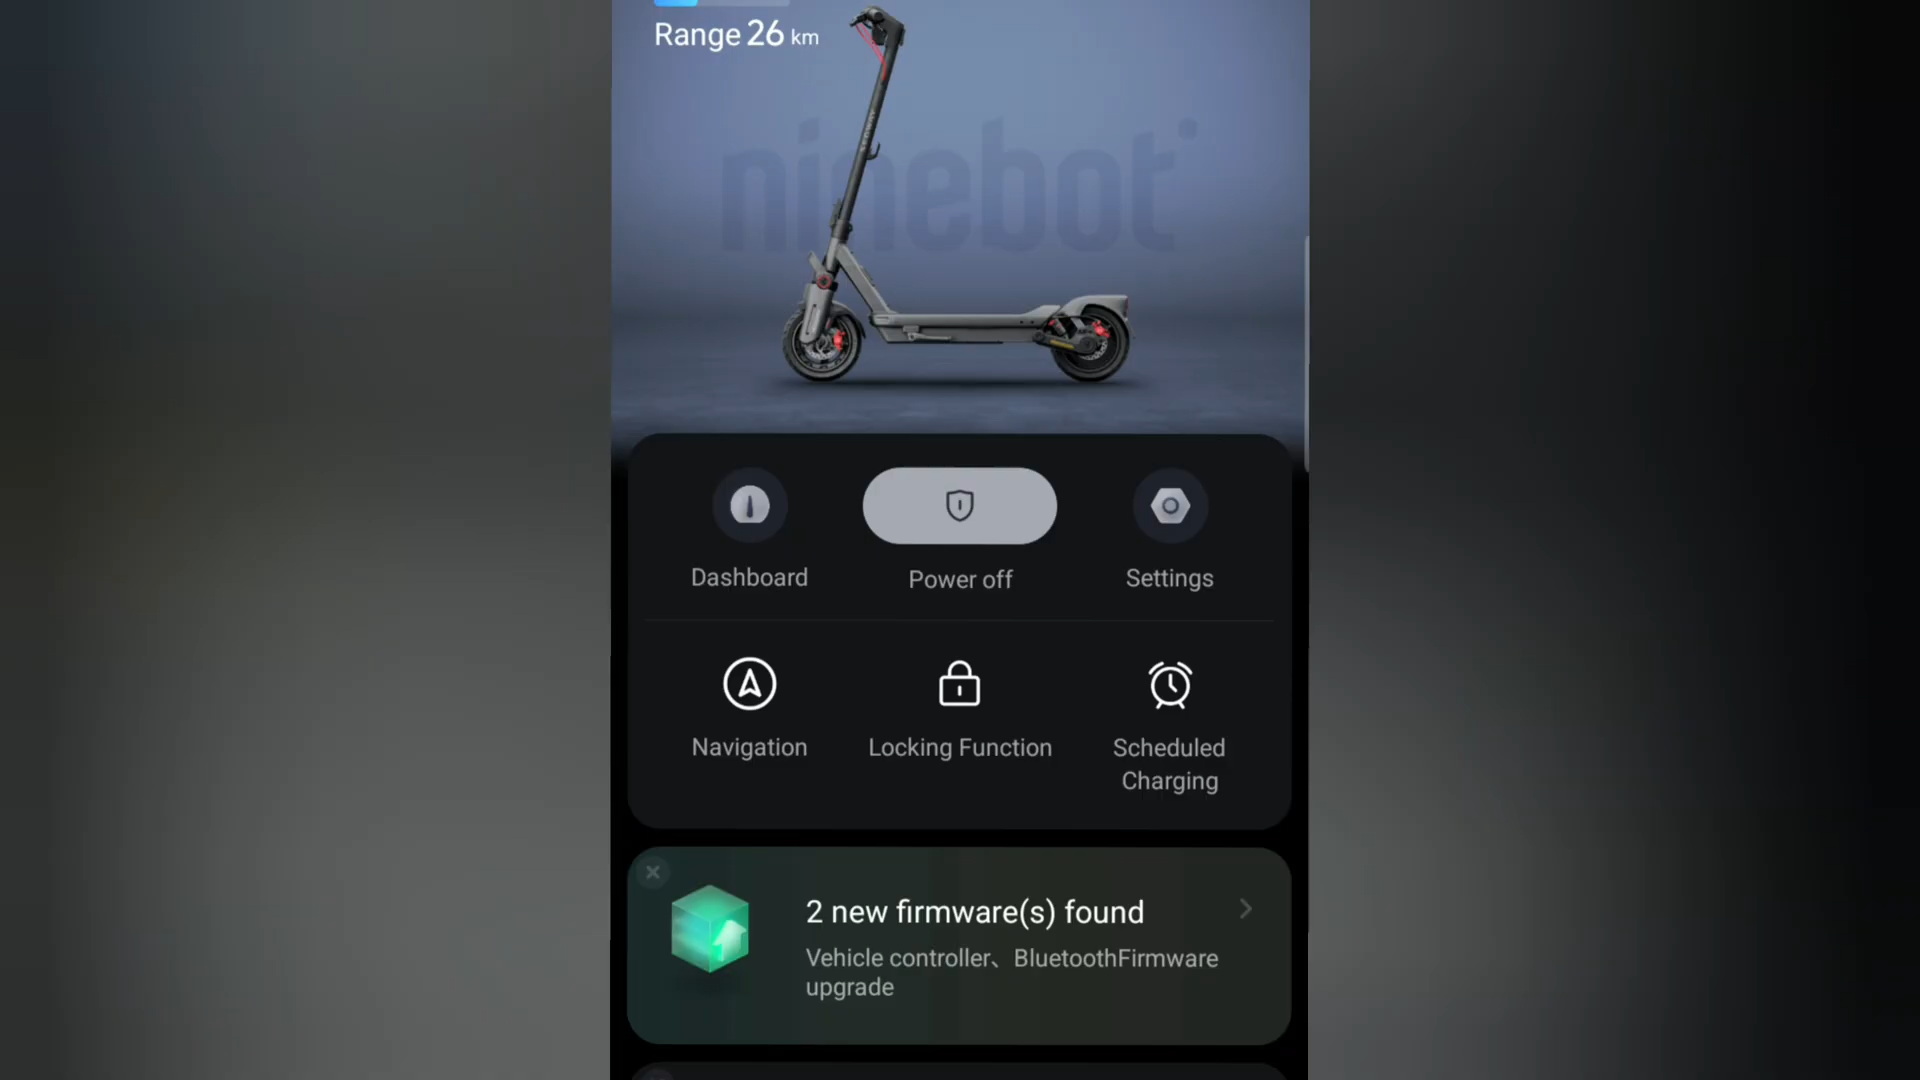 Range 26 km
ninebot
Dashboard
Power off
Settings
Navigation
Locking Function
Scheduled
Charging
2 new firmware(s) found
Vehicle controller、BluetoothFirmware
upgrade